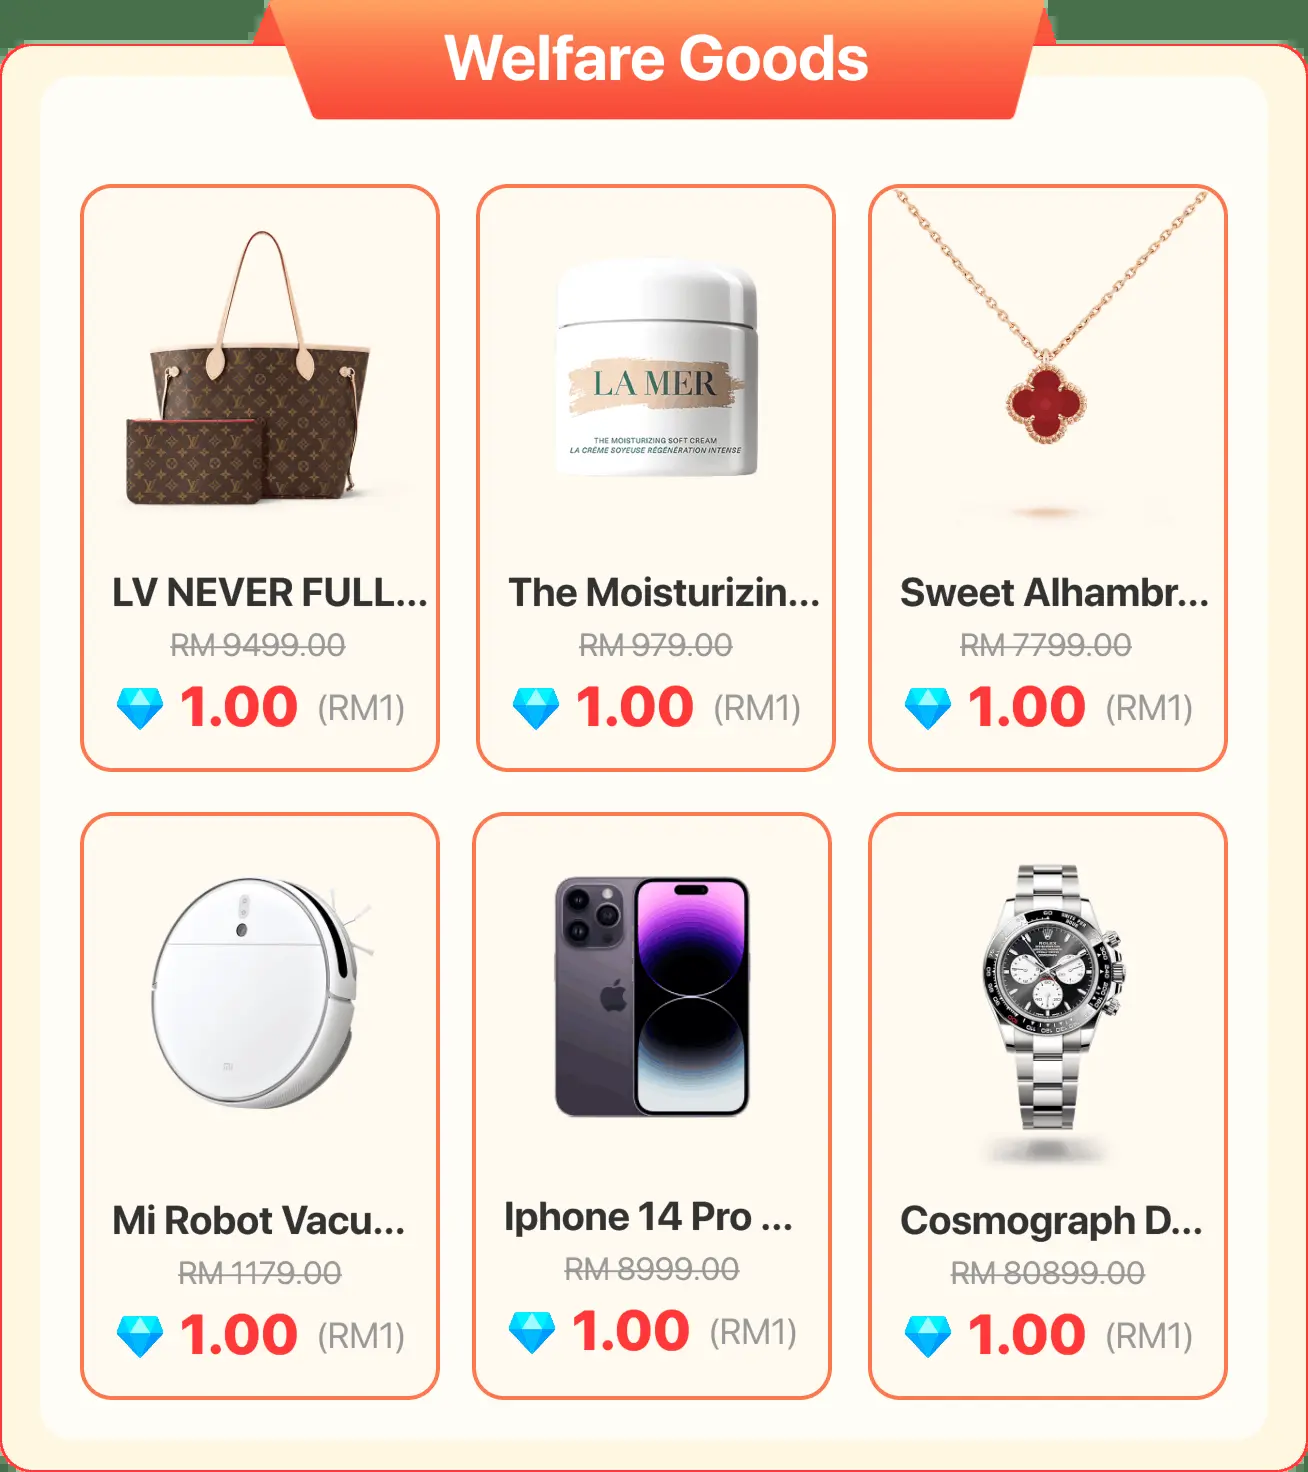 Welfare Goods
LA MER
THE MOISTURIZING SOFT CREAM
LA CRÈME SOYEUSE RÉGÉNÉRATION INTENSE
LV NEVER FULL...
RM 9499.00
1.00 (RM1)
The Moisturizin...
RM 979.00
1.00 (RM1)
Sweet Alhambr...
RM 7799.00
1.00 (RM1)
Mi Robot Vacu...
RM 1179.00
1.00 (RM1)
Iphone 14 Pro ...
RM 8999.00
1.00 (RM1)
ROLEX
Cosmograph D...
RM 80899.00
1.00 (RM1)